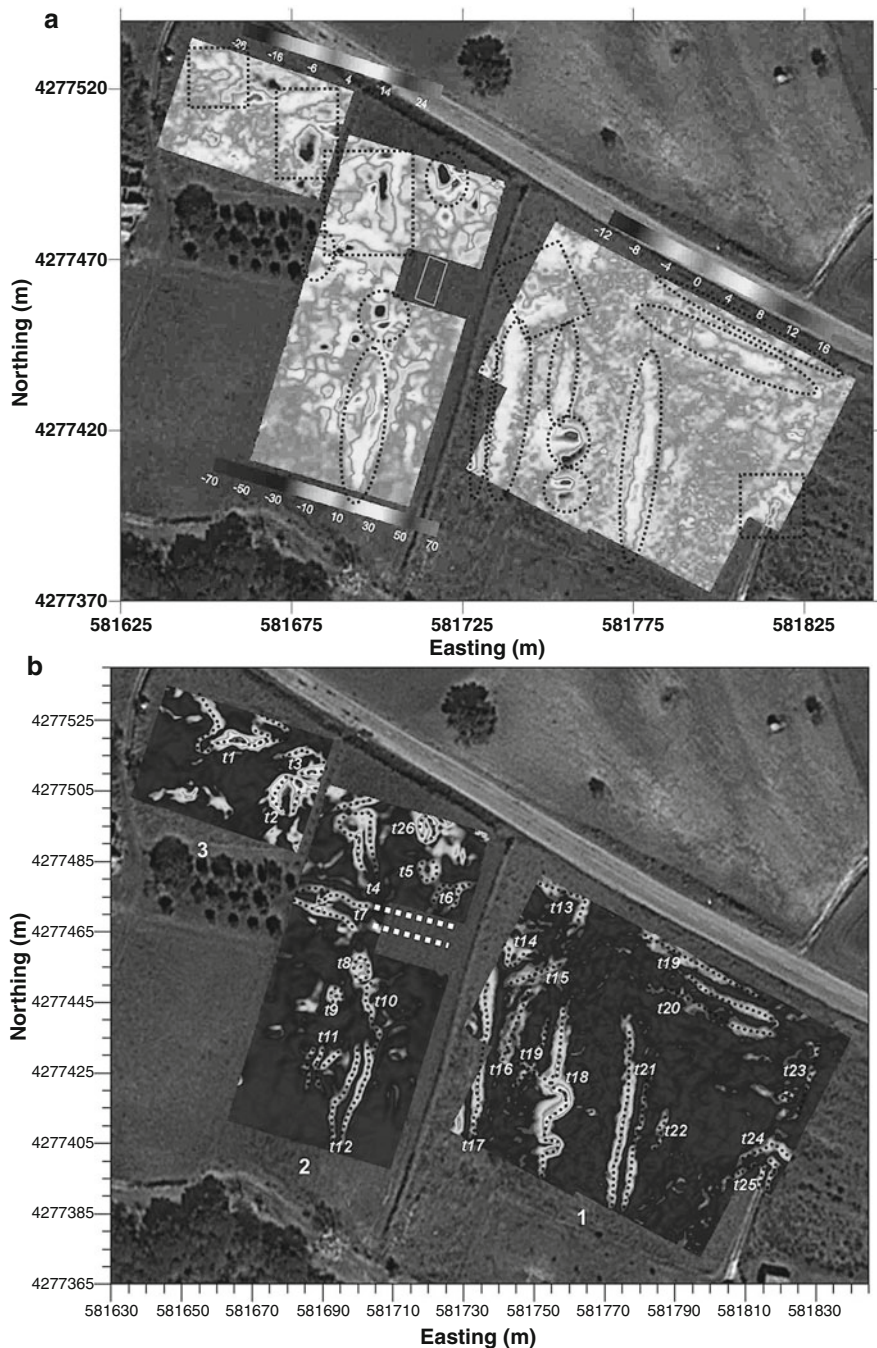 a
-26 -16 -6 4 14 24
4277520
4277470
4277420
4277370
-12 -8 -4 0 4 8 12 16
-70 -50 -30 -10 10 30 50 70
Northing (m)
581625 581675 581725 581775 581825
Easting (m)
b
4277525
4277505
4277485
4277465
4277445
4277425
4277405
4277385
4277365
Northing (m)
t1
t3
t2
3
t26
t5
t4
t6
t7
t13
t14
t19
t8
t15
t9
t10
t20
t11
t19
t16
t18
t21
t23
t22
t12
t17
t24
t25
2
1
581630 581650 581670 581690 581710 581730 581750 581770 581790 581810 581830
Easting (m)